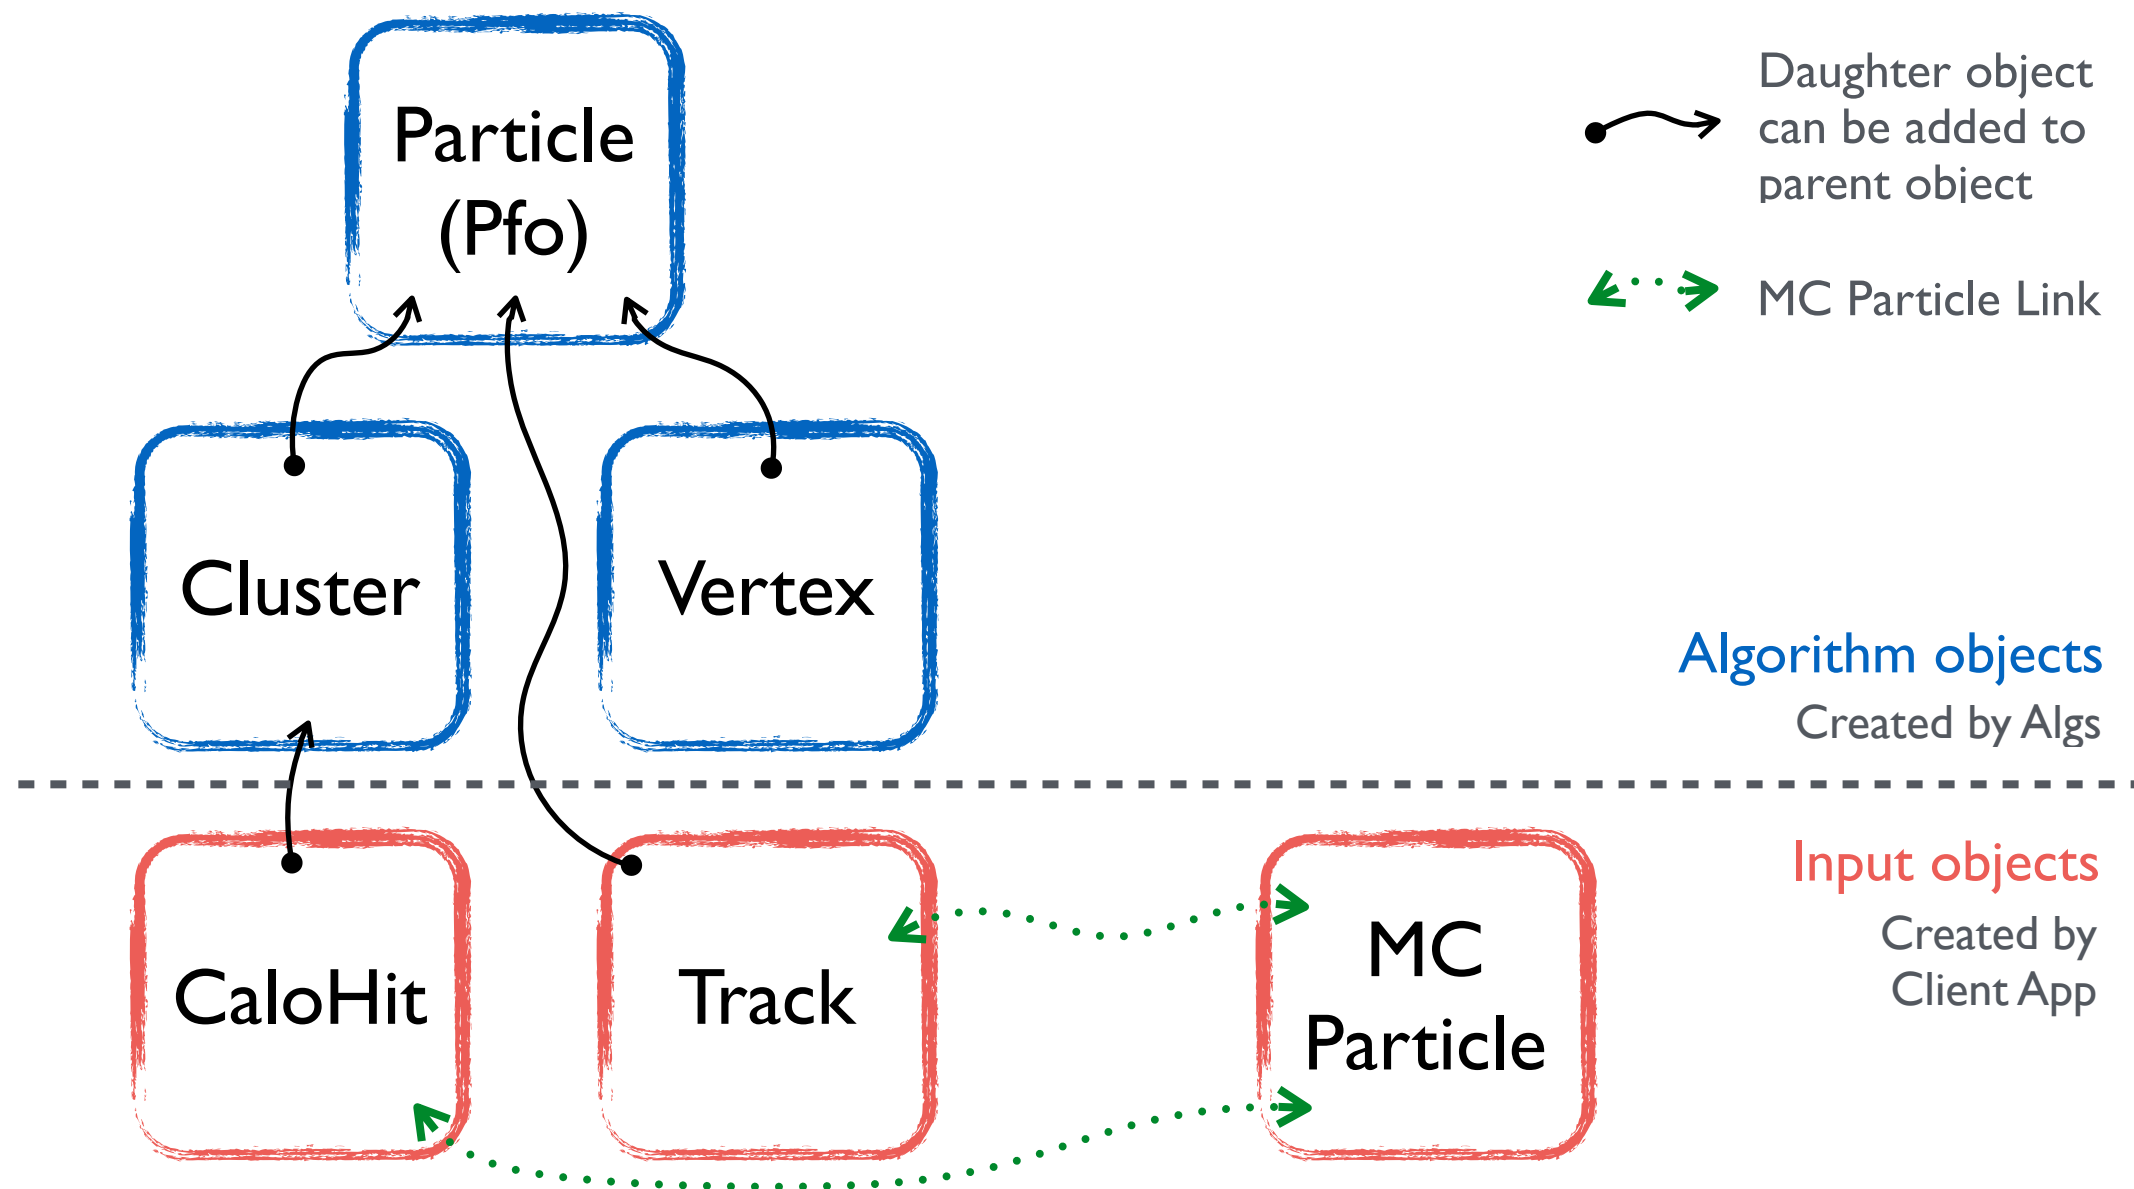 Particle
(Pfo)
Daughter object
can be added to
parent object
MC Particle Link
Cluster
Vertex
Algorithm objects
Created by Algs
CaloHit
Track
MC
Particle
Input objects
Created by
Client App